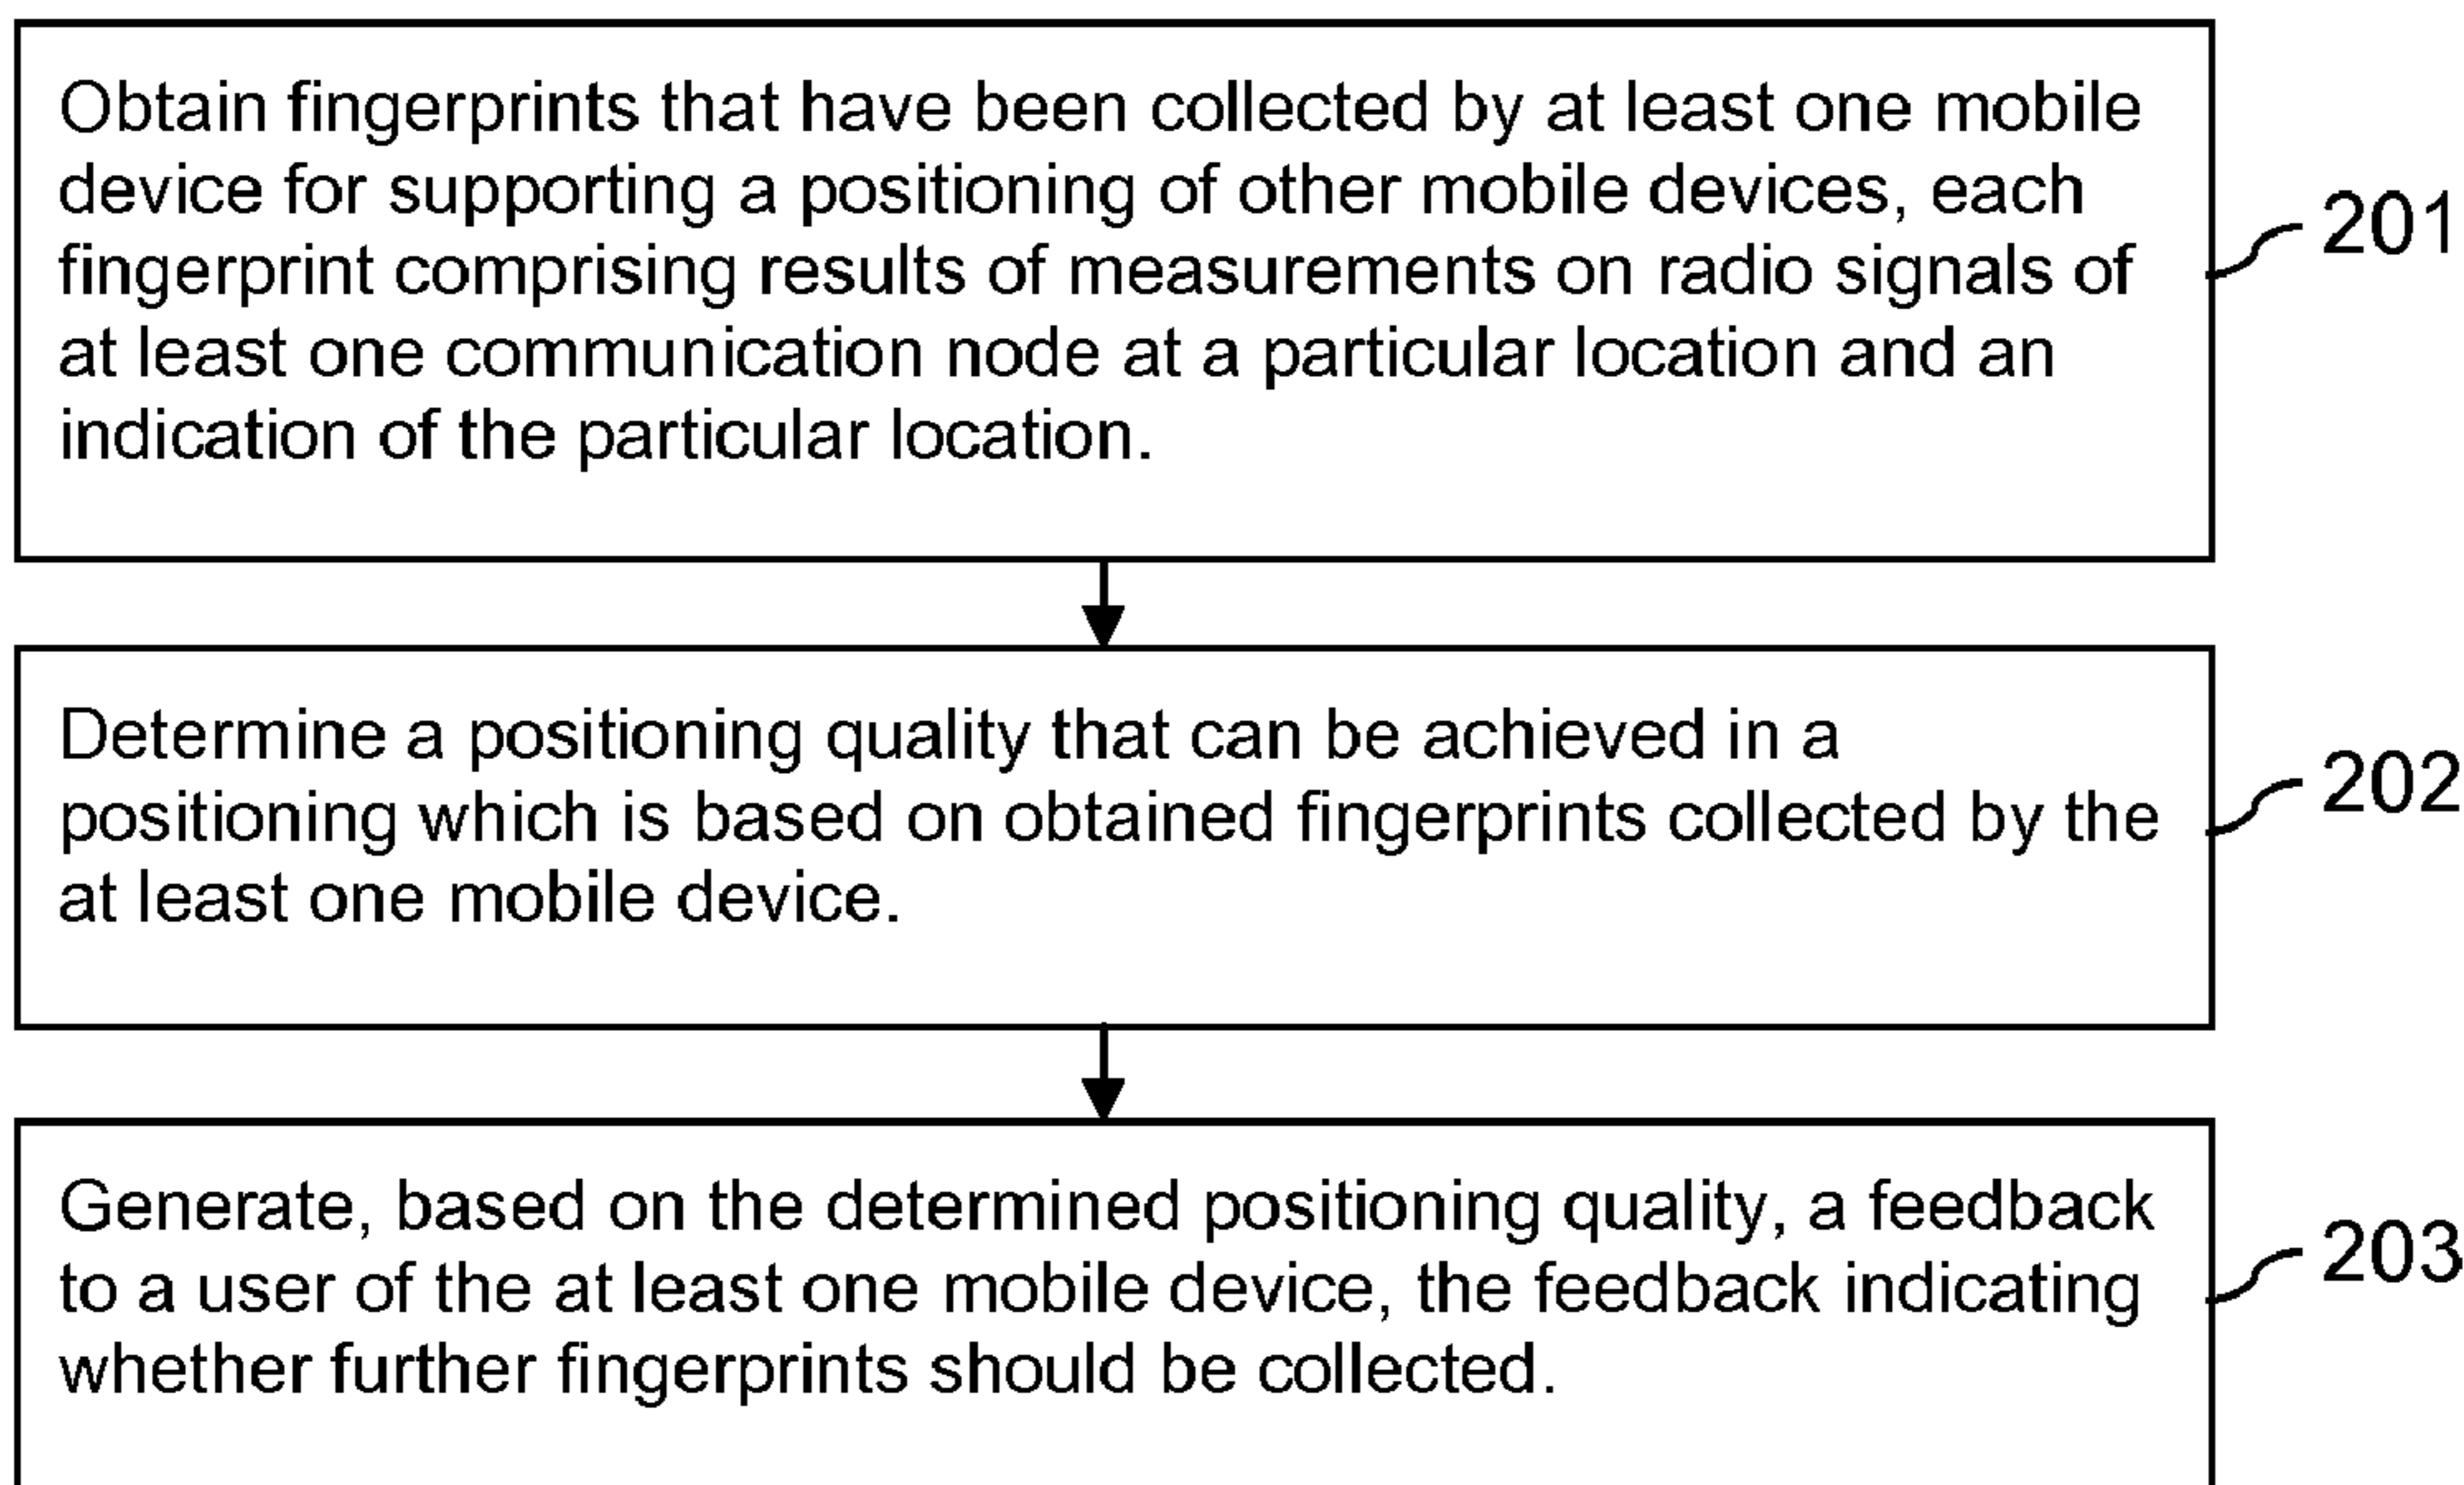 Obtain fingerprints that have been collected by at least one mobile
device for supporting a positioning of other mobile devices, each
fingerprint comprising results of measurements on radio signals of
at least one communication node at a particular location and an
indication of the particular location.
201
Determine a positioning quality that can be achieved in a
positioning which is based on obtained fingerprints collected by the
at least one mobile device.
202
Generate, based on the determined positioning quality, a feedback
to a user of the at least one mobile device, the feedback indicating
whether further fingerprints should be collected.
203